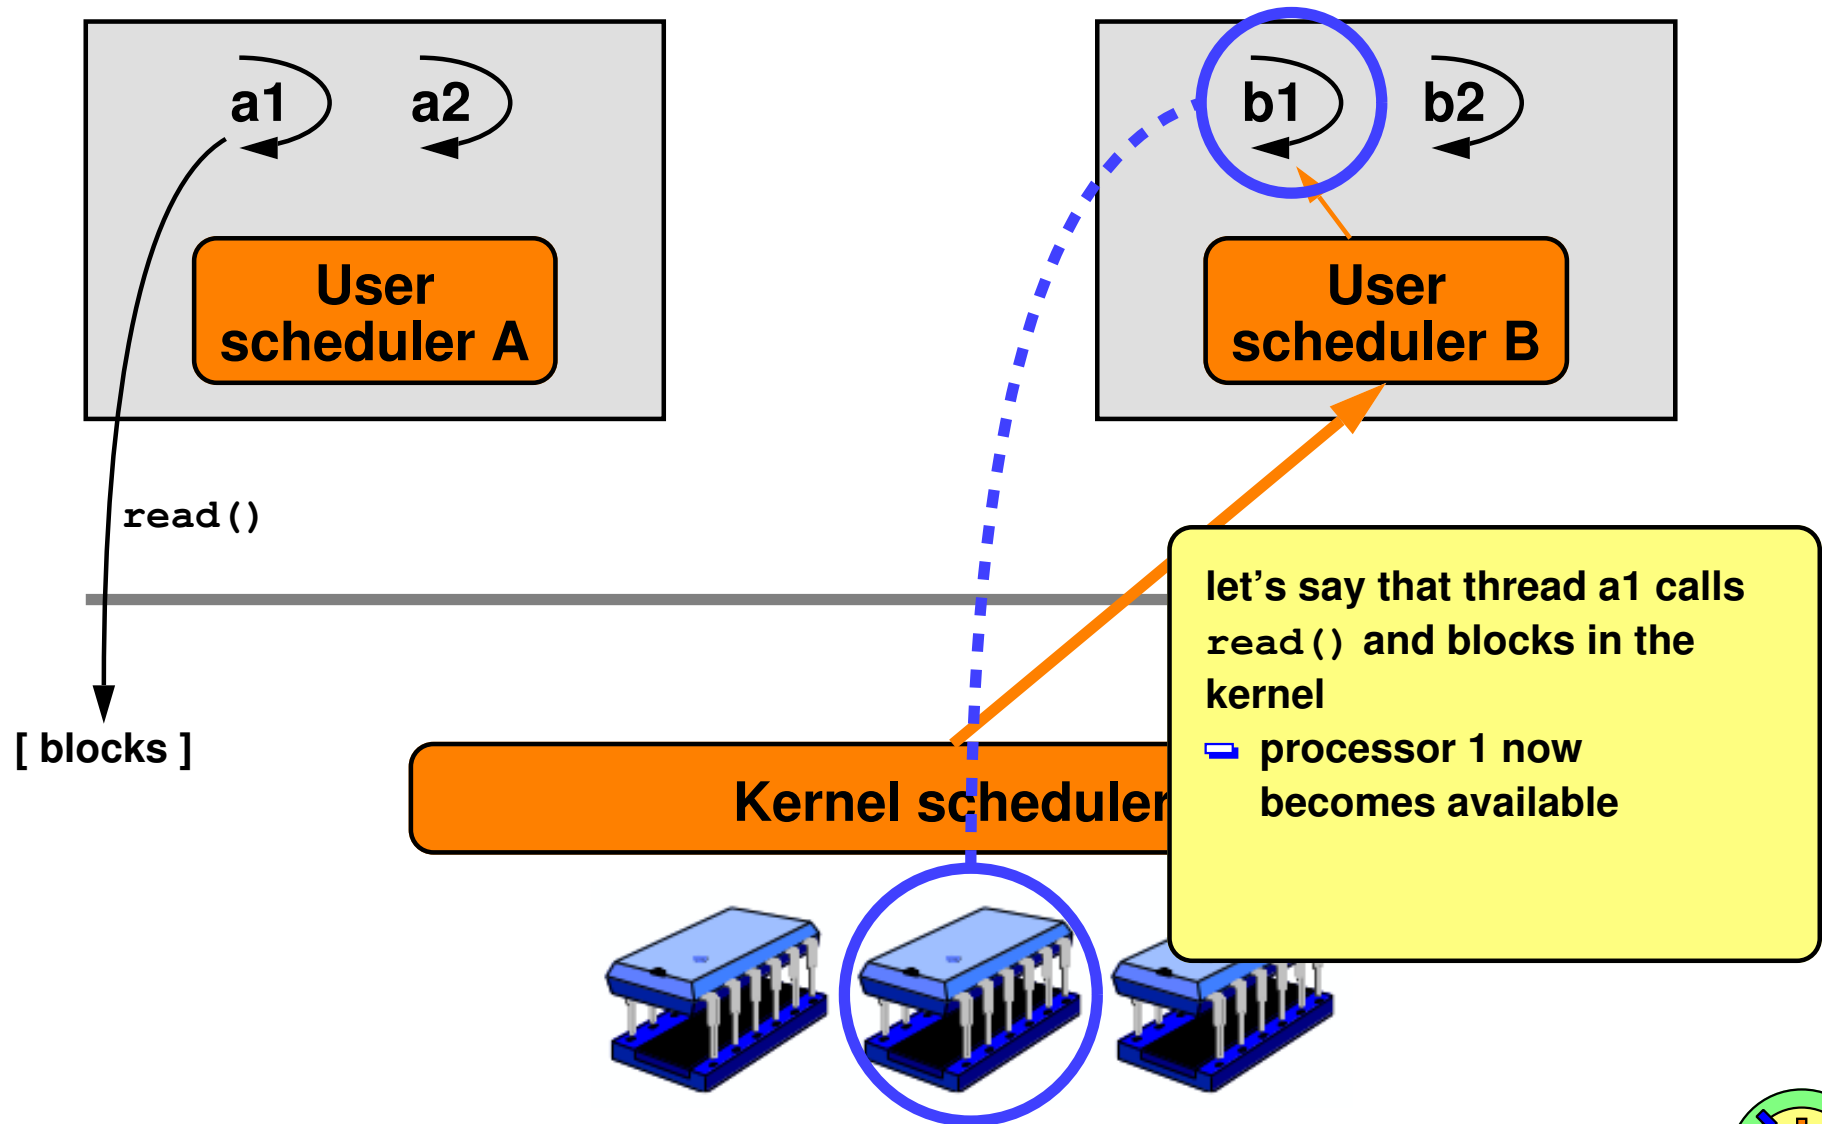 a1
a2
b1
b2
User
scheduler A
User
scheduler B
read()
[ blocks ]
Kernel scheduler
let's say that thread a1 calls
read() and blocks in the
kernel
processor 1 now
becomes available